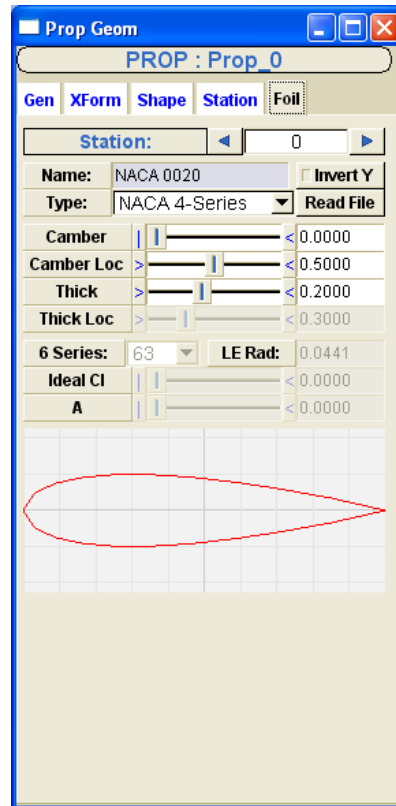 Prop Geom
PROP : Prop_0
Gen XForm Shape Station Foil
Station: 0
Name: NACA 0020 Invert Y
Type: NACA 4-Series Read File
Camber | < 0.0000
Camber Loc > < 0.5000
Thick > < 0.2000
Thick Loc > < 0.3000
6 Series: 63 LE Rad: 0.0441
Ideal Cl | < 0.0000
A | < 0.0000